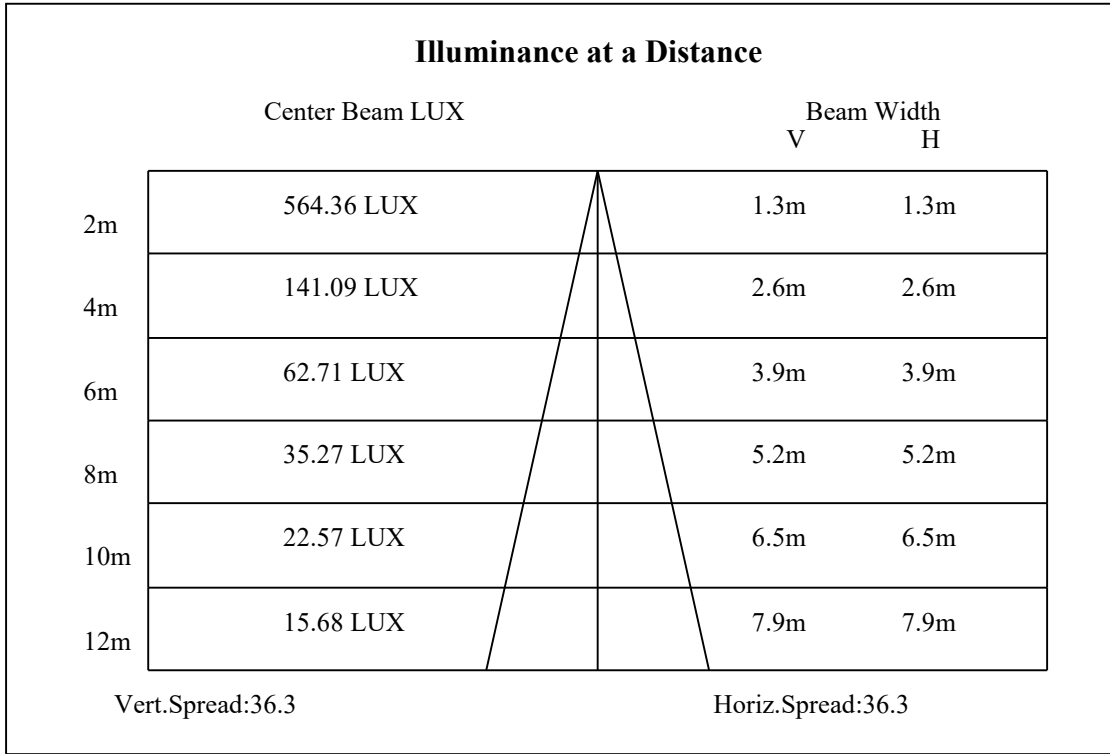 Illuminance at a Distance
Center Beam LUX Beam Width
V H
2m 564.36 LUX 1.3m 1.3m
4m 141.09 LUX 2.6m 2.6m
6m 62.71 LUX 3.9m 3.9m
8m 35.27 LUX 5.2m 5.2m
10m 22.57 LUX 6.5m 6.5m
12m 15.68 LUX 7.9m 7.9m
Vert.Spread:36.3 Horiz.Spread:36.3